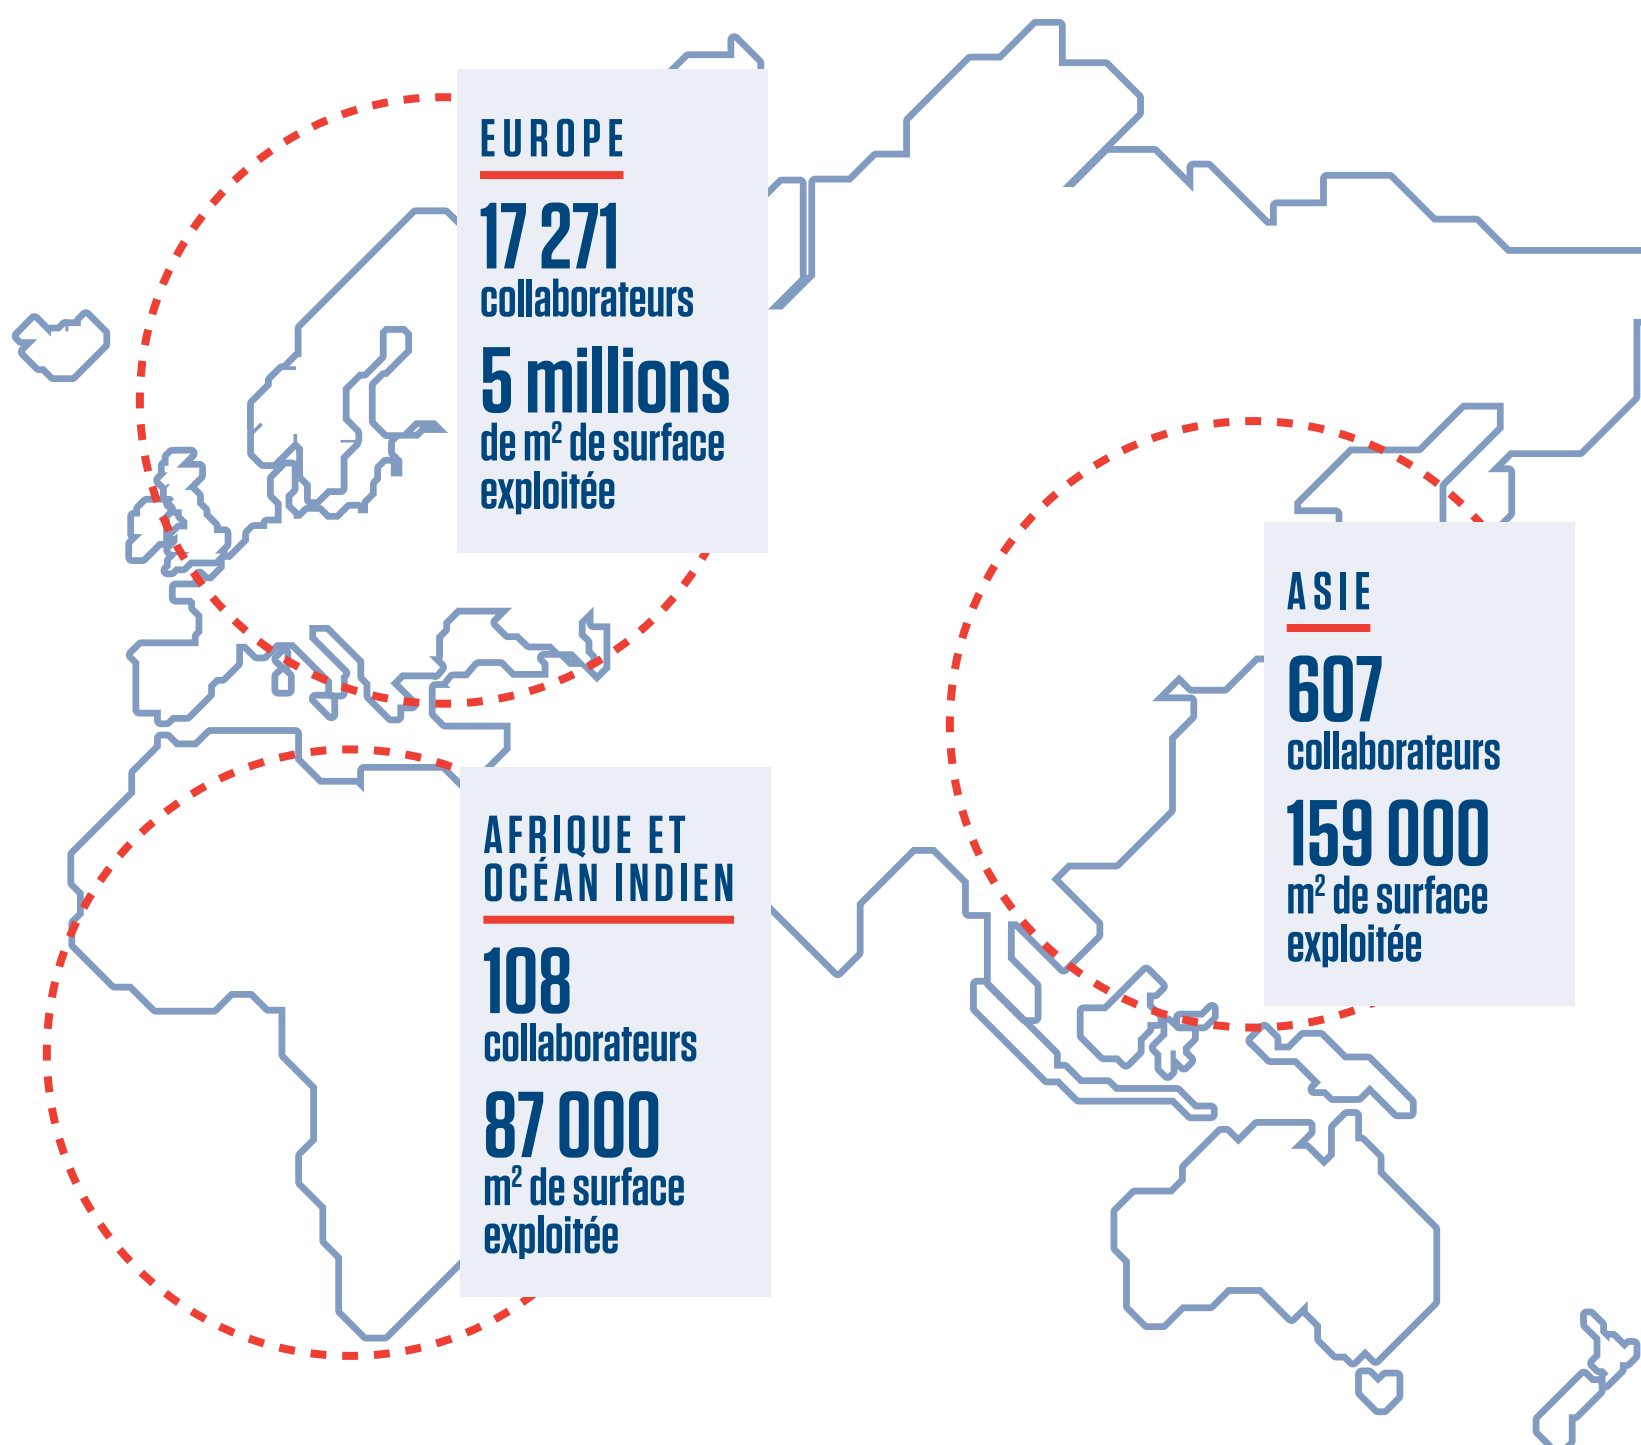 EUROPE
17 271
collaborateurs
5 millions
de m² de surface
exploitée
ASIE
607
collaborateurs
159 000
m² de surface
exploitée
AFRIQUE ET
OCÉAN INDIEN
108
collaborateurs
87 000
m² de surface
exploitée